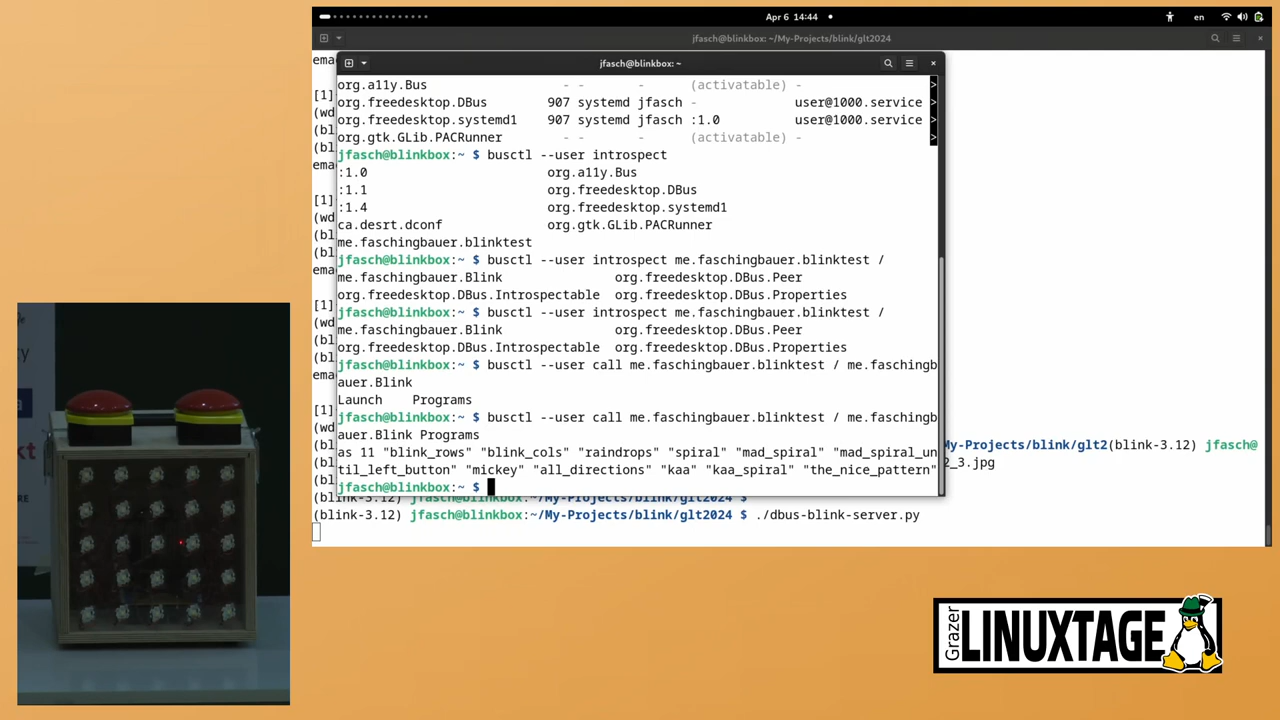 Apr 6 14:44
en
jfasch@blinkbox: ~/My-Projects/blink/glt2024
jfasch@blinkbox: ~
org.a11y.Bus - - - (activatable) -
org.freedesktop.DBus 907 systemd jfasch - user@1000.service >
org.freedesktop.systemd1 907 systemd jfasch :1.0 user@1000.service >
org.gtk.GLib.PACRunner - - - (activatable) - >
jfasch@blinkbox:~ $ busctl --user introspect
:1.0 org.a11y.Bus
:1.1 org.freedesktop.DBus
:1.4 org.freedesktop.systemd1
ca.desrt.dconf org.gtk.GLib.PACRunner
me.faschingbauer.blinktest
jfasch@blinkbox:~ $ busctl --user introspect me.faschingbauer.blinktest /
me.faschingbauer.Blink org.freedesktop.DBus.Peer
org.freedesktop.DBus.Introspectable org.freedesktop.DBus.Properties
jfasch@blinkbox:~ $ busctl --user introspect me.faschingbauer.blinktest /
me.faschingbauer.Blink org.freedesktop.DBus.Peer
org.freedesktop.DBus.Introspectable org.freedesktop.DBus.Properties
jfasch@blinkbox:~ $ busctl --user call me.faschingbauer.blinktest / me.faschingb
auer.Blink
Launch Programs
jfasch@blinkbox:~ $ busctl --user call me.faschingbauer.blinktest / me.faschingb
auer.Blink Programs
as 11 "blink_rows" "blink_cols" "raindrops" "spiral" "mad_spiral" "mad_spiral_un
til_left_button" "mickey" "all_directions" "kaa" "kaa_spiral" "the_nice_pattern"
jfasch@blinkbox:~ $
My-Projects/blink/glt2(blink-3.12) jfasch@
2_3.jpg
(blink-3.12) jfasch@blinkbox:~/My-Projects/blink/glt2024 $
(blink-3.12) jfasch@blinkbox:~/My-Projects/blink/glt2024 $ ./dbus-blink-server.py
Grazer
LINUXTAGE